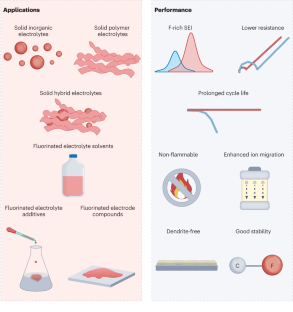 Applications
Solid inorganic
electrolytes
Solid polymer
electrolytes
Solid hybrid electrolytes
Fluorinated electrolyte solvents
Fluorinated electrolyte
additives
Fluorinated electrode
compounds
Performance
F-rich SEI
Lower resistance
Prolonged cycle life
Non-flammable
Enhanced ion migration
Dendrite-free
Good stability
C
F